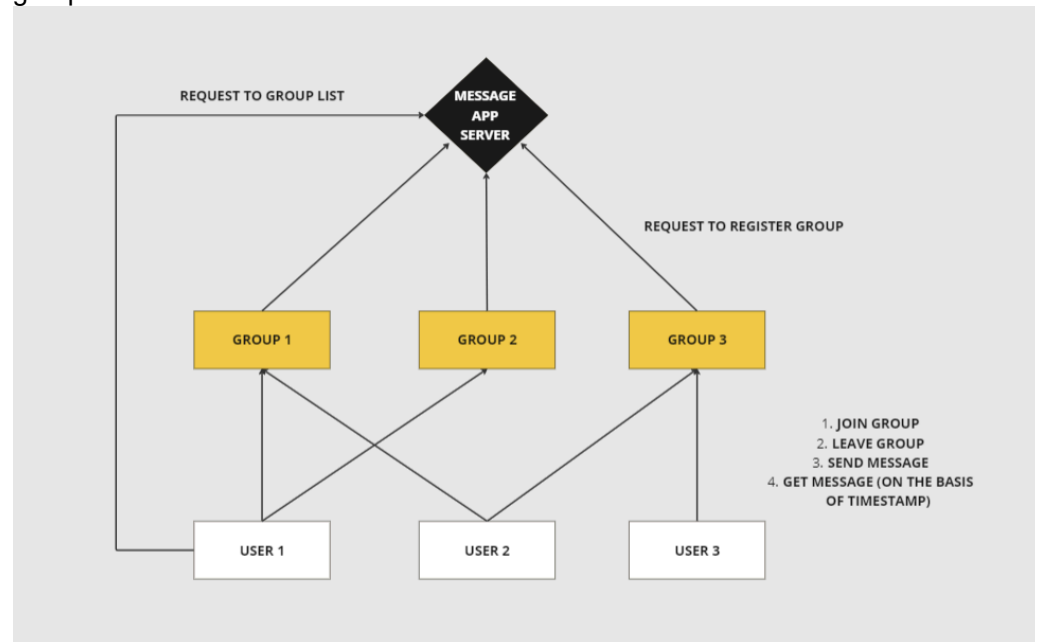 REQUEST TO GROUP LIST
MESSAGE
APP
SERVER
REQUEST TO REGISTER GROUP
GROUP 1
GROUP 2
GROUP 3
1. JOIN GROUP
2. LEAVE GROUP
3. SEND MESSAGE
4. GET MESSAGE (ON THE BASIS
OF TIMESTAMP)
USER 1
USER 2
USER 3